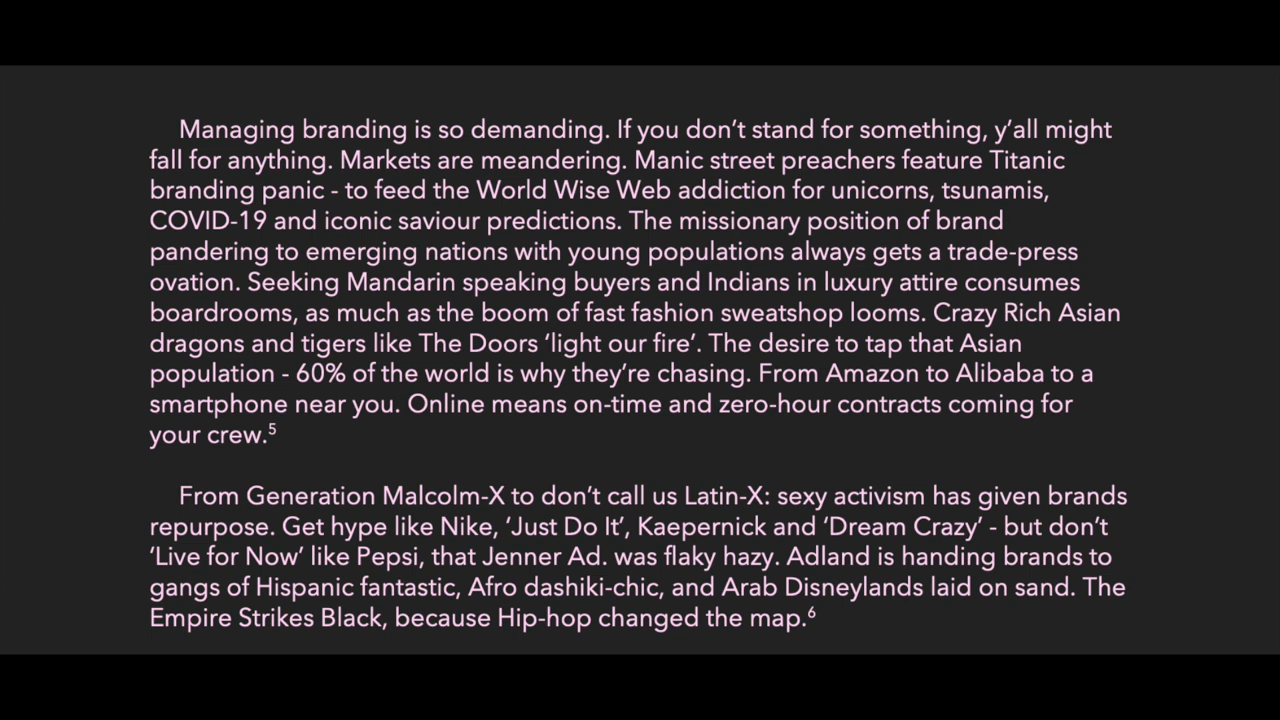 Managing branding is so demanding. If you don’t stand for something, y’all might
fall for anything. Markets are meandering. Manic street preachers feature Titanic
branding panic - to feed the World Wise Web addiction for unicorns, tsunamis,
COVID-19 and iconic saviour predictions. The missionary position of brand
pandering to emerging nations with young populations always gets a trade-press
ovation. Seeking Mandarin speaking buyers and Indians in luxury attire consumes
boardrooms, as much as the boom of fast fashion sweatshop looms. Crazy Rich Asian
dragons and tigers like The Doors ‘light our fire’. The desire to tap that Asian
population - 60% of the world is why they’re chasing. From Amazon to Alibaba to a
smartphone near you. Online means on-time and zero-hour contracts coming for
your crew.⁵
From Generation Malcolm-X to don’t call us Latin-X: sexy activism has given brands
repurpose. Get hype like Nike, ‘Just Do It’, Kaepernick and ‘Dream Crazy’ - but don’t
‘Live for Now’ like Pepsi, that Jenner Ad. was flaky hazy. Adland is handing brands to
gangs of Hispanic fantastic, Afro dashiki-chic, and Arab Disneylands laid on sand. The
Empire Strikes Black, because Hip-hop changed the map.⁶